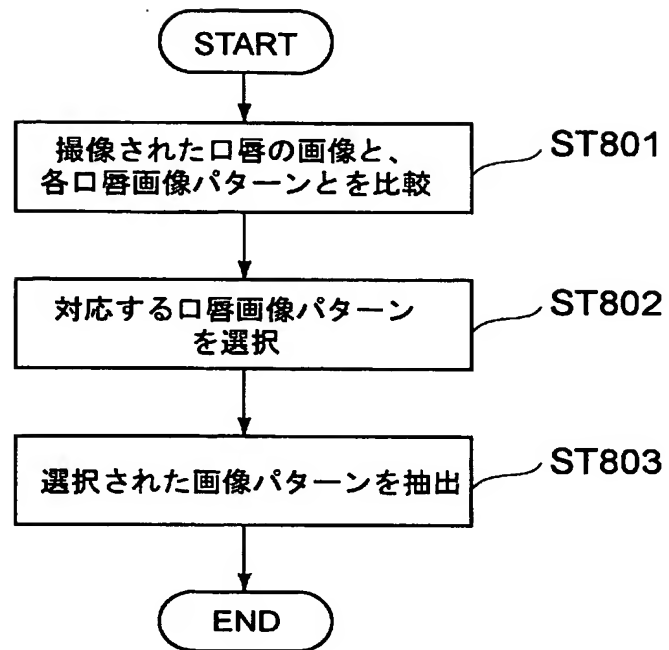 START
撮像された口唇の画像と、
各口唇画像パターンとを比較
ST801
対応する口唇画像パターン
を選択
ST802
選択された画像パターンを抽出
ST803
END